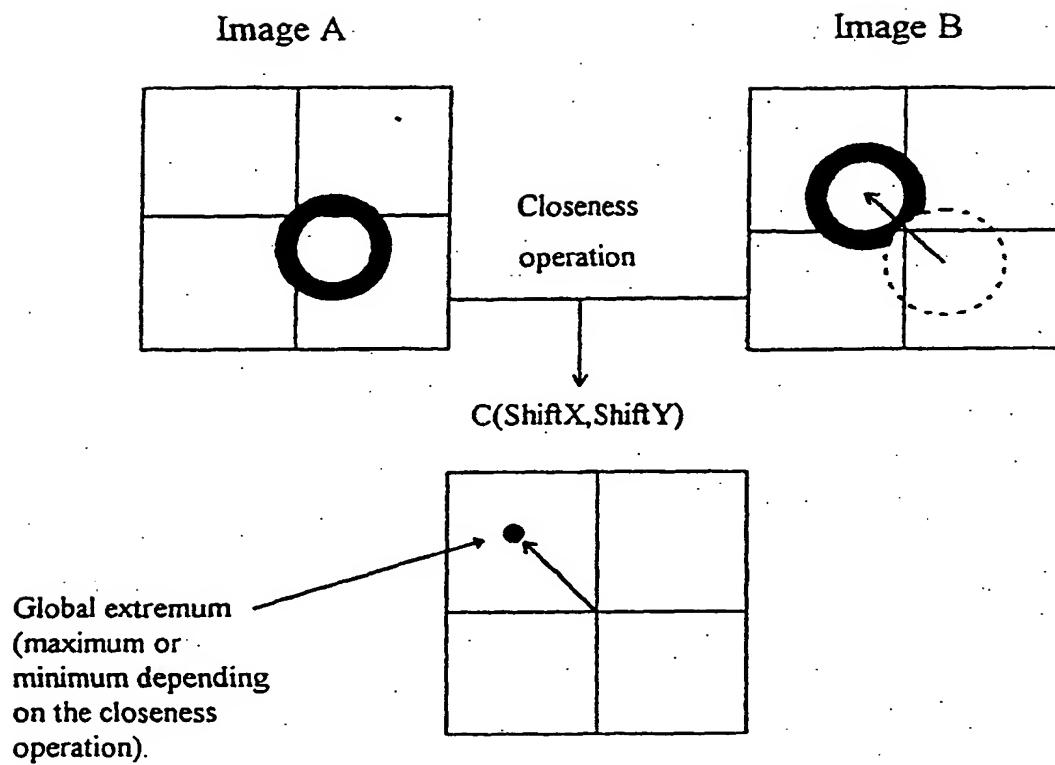 Image A
Image B
Closeness
operation
C(ShiftX,ShiftY)
Global extremum
(maximum or
minimum depending
on the closeness
operation).